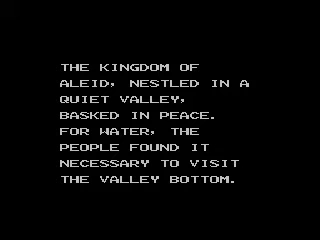 THE KINGDOM OF
ALEID, NESTLED IN A
QUIET VALLEY,
BASKED IN PEACE.
FOR WATER, THE
PEOPLE FOUND IT
NECESSARY TO VISIT
THE VALLEY BOTTOM.